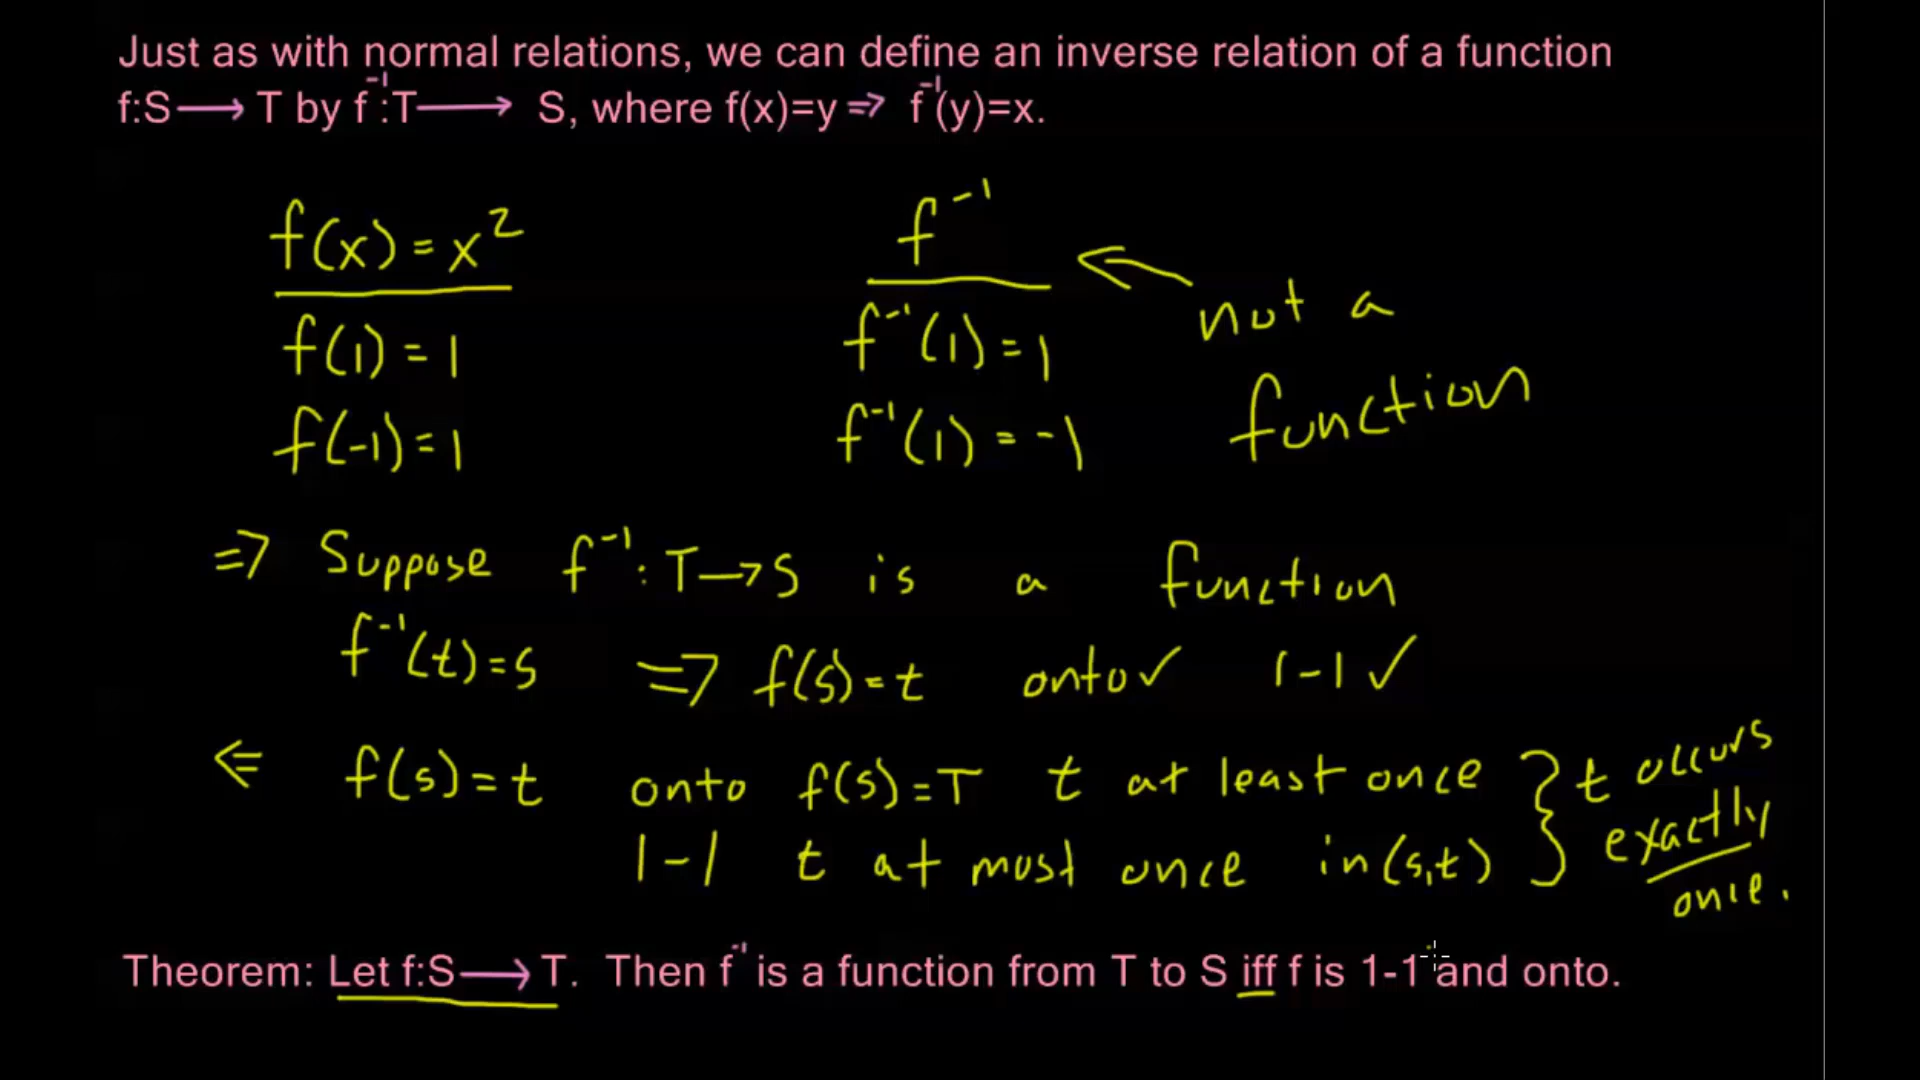 Just as with normal relations, we can define an inverse relation of a function
f:S⟶T by f⁻¹:T⟶ S, where f(x)=y ⇒ f⁻¹(y)=x.
f(x) = x² f⁻¹
f(1) = 1 f⁻¹(1) = 1 not a
f(-1) = 1 f⁻¹(1) = -1 function
⇒ Suppose f⁻¹: T→S is a function
f⁻¹(t)=s ⇒ f(s)=t onto✓ 1-1 ✓
⇐ f(s)=t onto f(s)=T t at least once } t occurs
1-1 t at most once in(s,t) exactly
once.
Theorem: Let f:S⟶T. Then f⁻¹ is a function from T to S iff f is 1-1 and onto.